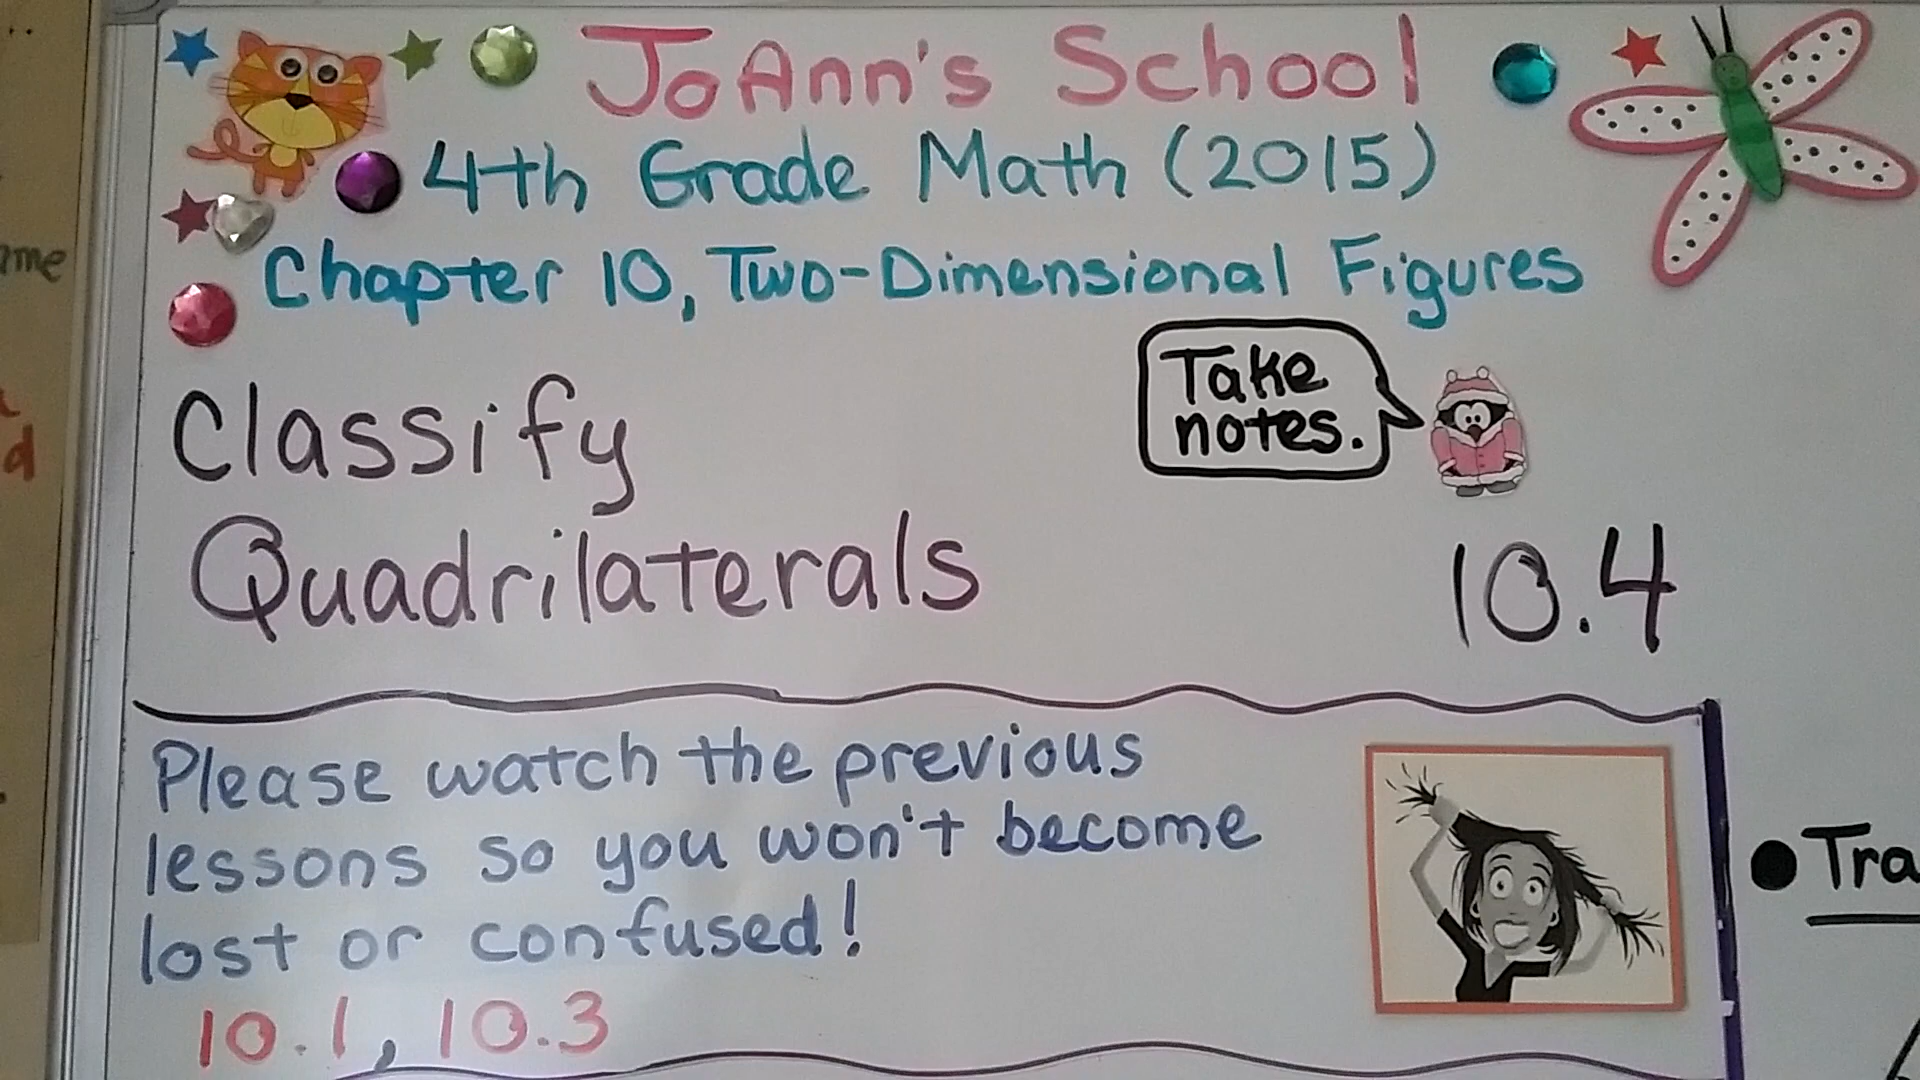 JoAnn's School
4th Grade Math (2015)
Chapter 10, Two-Dimensional Figures
Take
notes.
Classify
Quadrilaterals
10.4
Please watch the previous
lessons so you won't become
lost or confused!
10.1, 10.3